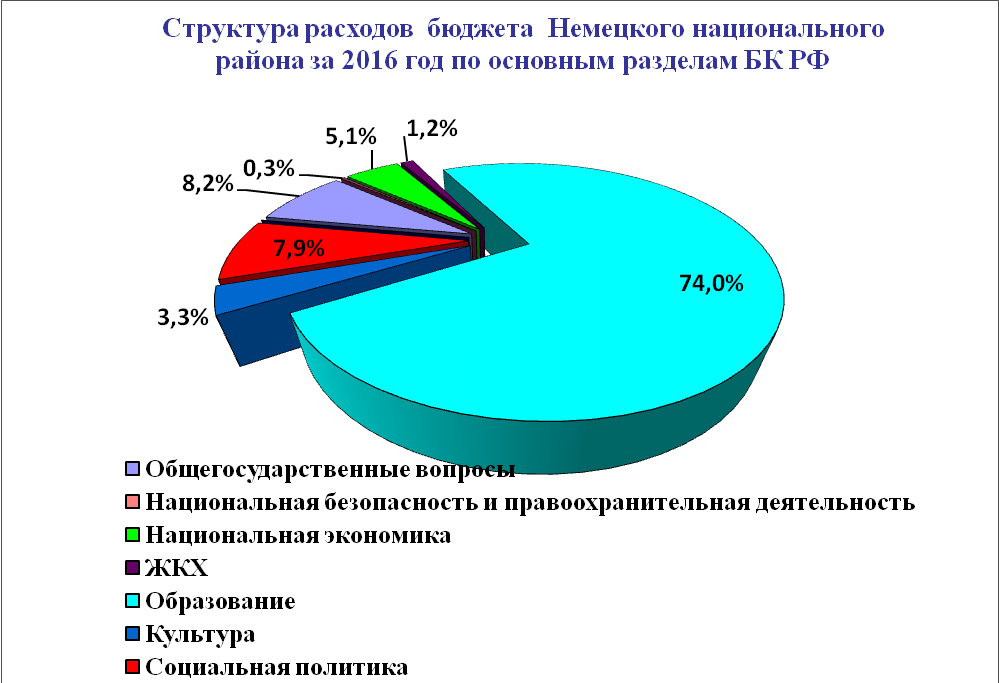 Структура расходов бюджета Немецкого национального
района за 2016 год по основным разделам БК РФ
5,1%
1,2%
0,3%
8,2%
7,9%
74,0%
3,3%
Общегосударственные вопросы
Национальная безопасность и правоохранительная деятельность
Национальная экономика
ЖКХ
Образование
Культура
Социальная политика